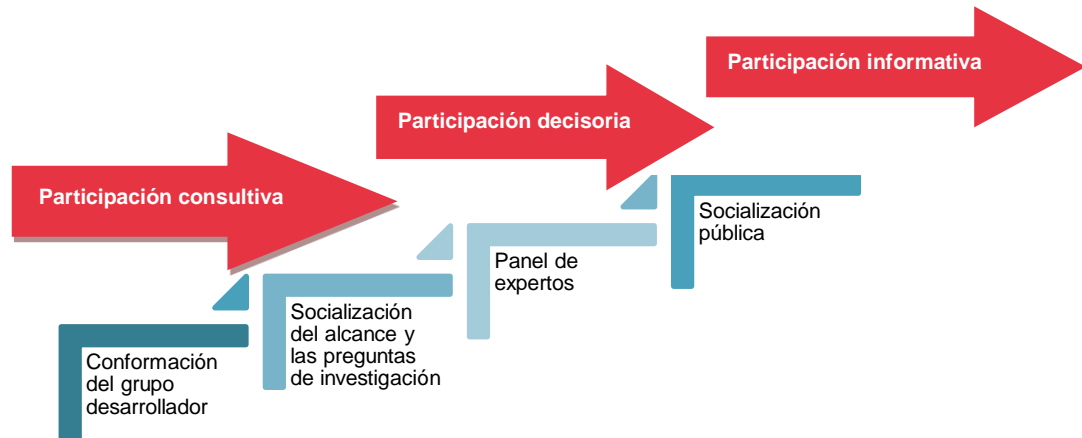 Participación informativa
Participación decisoria
Participación consultiva
Conformación
del grupo
desarrollador
Socialización
del alcance y
las preguntas
de investigación
Panel de
expertos
Socialización
pública